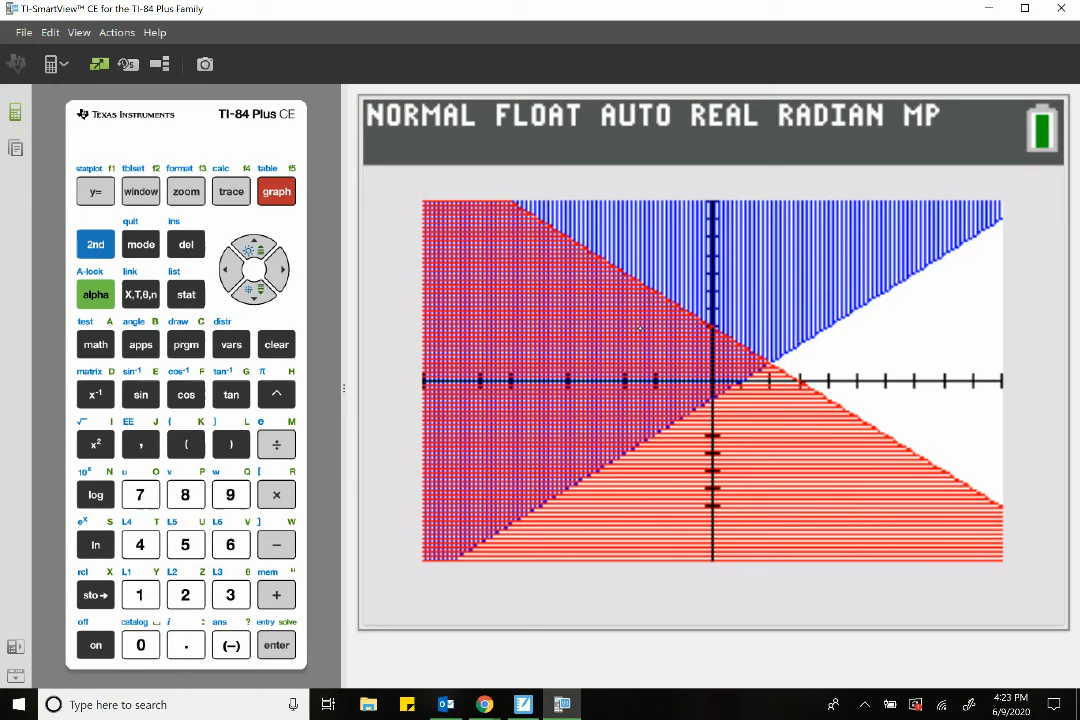 TI-SmartView™ CE for the TI-84 Plus Family
File Edit View Actions Help
NORMAL FLOAT AUTO REAL RADIAN MP
TEXAS INSTRUMENTS TI-84 Plus CE
statplot f1 tblset f2 format f3 calc f4 table f5
y= window zoom trace graph
quit ins
2nd mode del
A-lock link list
alpha X,T,θ,n stat
test A angle B draw C distr
math apps prgm vars clear
matrix D sin⁻¹ E cos⁻¹ F tan⁻¹ G π H
x⁻¹ sin cos tan ^
√ I EE J { K } L e M
x² , ( ) ÷
10ˣ N u O v P w Q [ R
log 7 8 9 ×
eˣ S L4 T L5 U L6 V ] W
ln 4 5 6 −
rcl X L1 Y L2 Z L3 θ mem "
sto→ 1 2 3 +
off catalog ␣ i : ans ? entry solve
on 0 . (−) enter
Type here to search
4:23 PM
6/9/2020